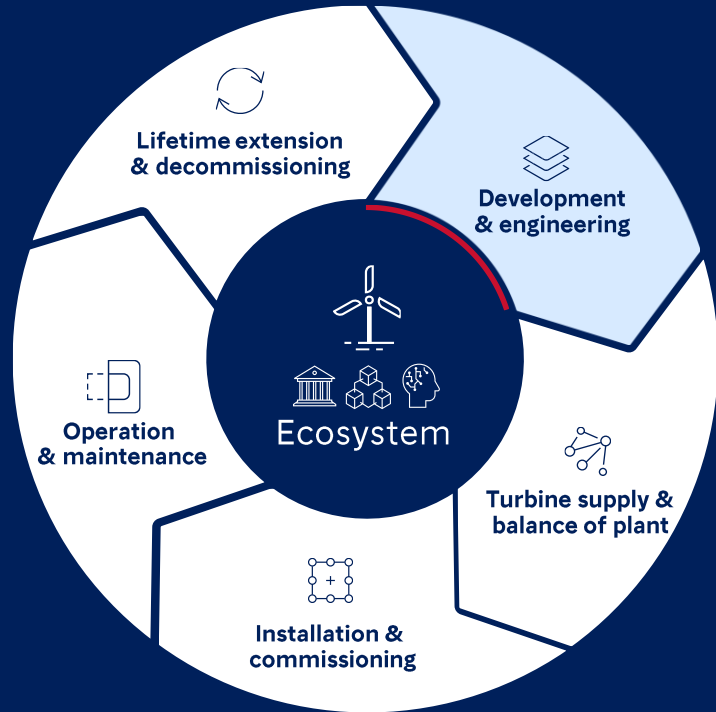 Lifetime extension
& decommissioning
Development
& engineering
Operation
& maintenance
Ecosystem
Turbine supply &
balance of plant
Installation &
commissioning